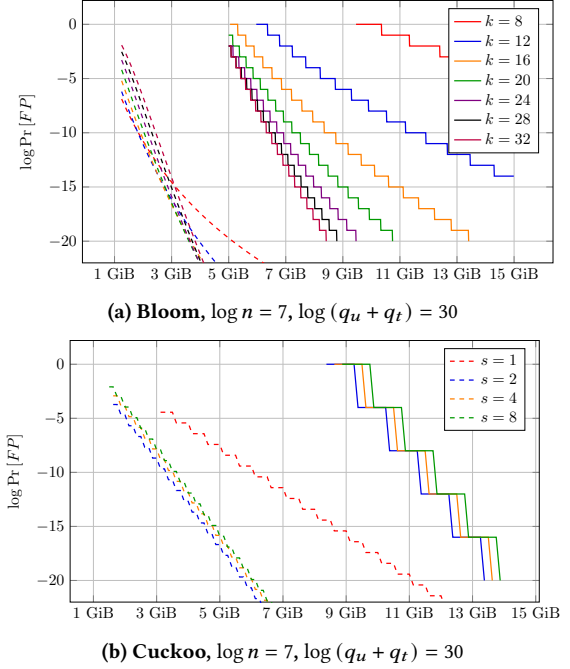 0
−5
−10
−15
−20
log Pr [FP]
k = 8
k = 12
k = 16
k = 20
k = 24
k = 28
k = 32
1 GiB 3 GiB 5 GiB 7 GiB 9 GiB 11 GiB 13 GiB 15 GiB
(a) Bloom, log n = 7, log (q_u + q_t) = 30
0
−5
−10
−15
−20
log Pr [FP]
s = 1
s = 2
s = 4
s = 8
1 GiB 3 GiB 5 GiB 7 GiB 9 GiB 11 GiB 13 GiB 15 GiB
(b) Cuckoo, log n = 7, log (q_u + q_t) = 30